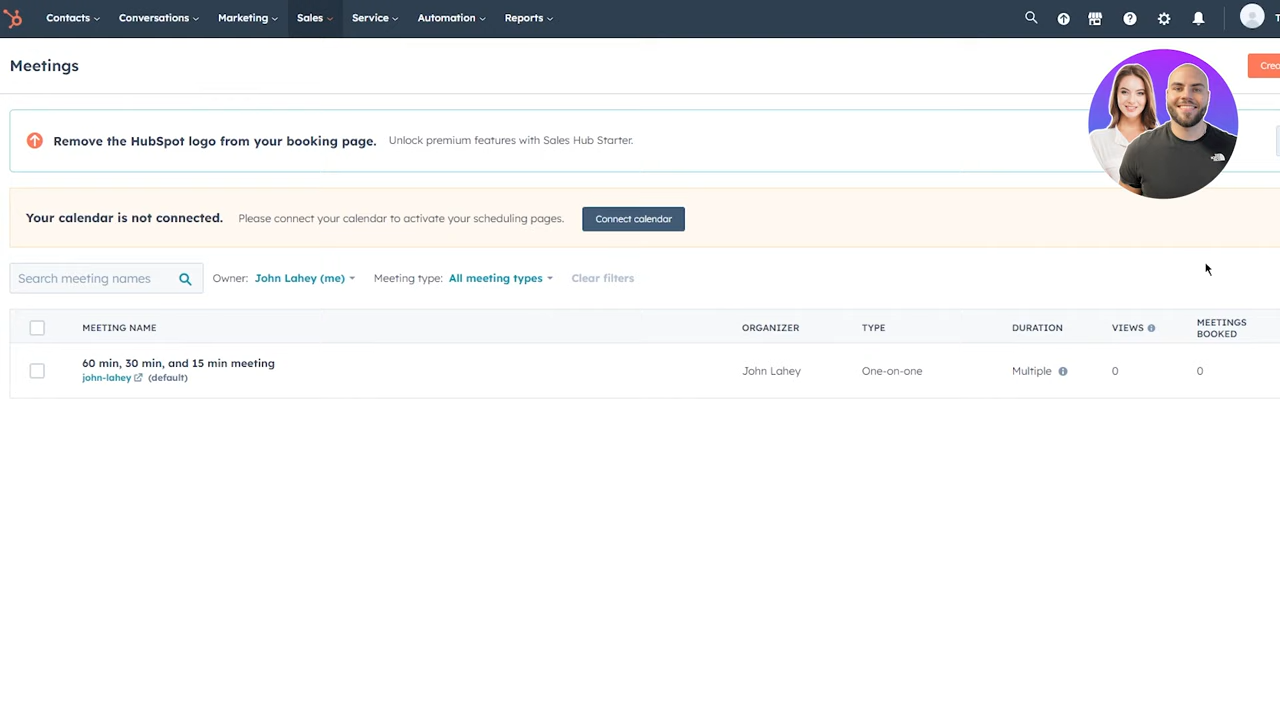 Contacts Conversations Marketing Sales Service Automation Reports
Meetings
Remove the HubSpot logo from your booking page. Unlock premium features with Sales Hub Starter.
Your calendar is not connected. Please connect your calendar to activate your scheduling pages. Connect calendar
Search meeting names Owner: John Lahey (me) Meeting type: All meeting types Clear filters
MEETING NAME ORGANIZER TYPE DURATION VIEWS MEETINGS BOOKED
60 min, 30 min, and 15 min meeting John Lahey One-on-one Multiple 0 0
john-lahey (default)